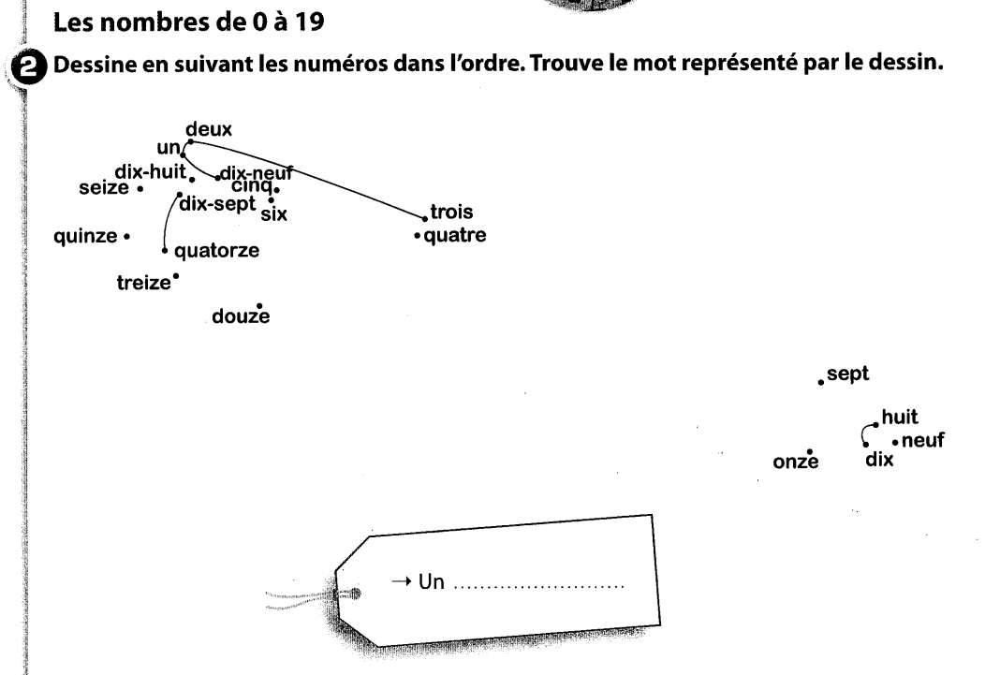 Les nombres de 0 à 19
2 Dessine en suivant les numéros dans l'ordre. Trouve le mot représenté par le dessin.
deux
un
dix-huit
dix-neuf
seize
cinq
dix-sept
six
trois
quinze
quatre
quatorze
treize
douze
sept
huit
neuf
onze
dix
→ Un ..........................